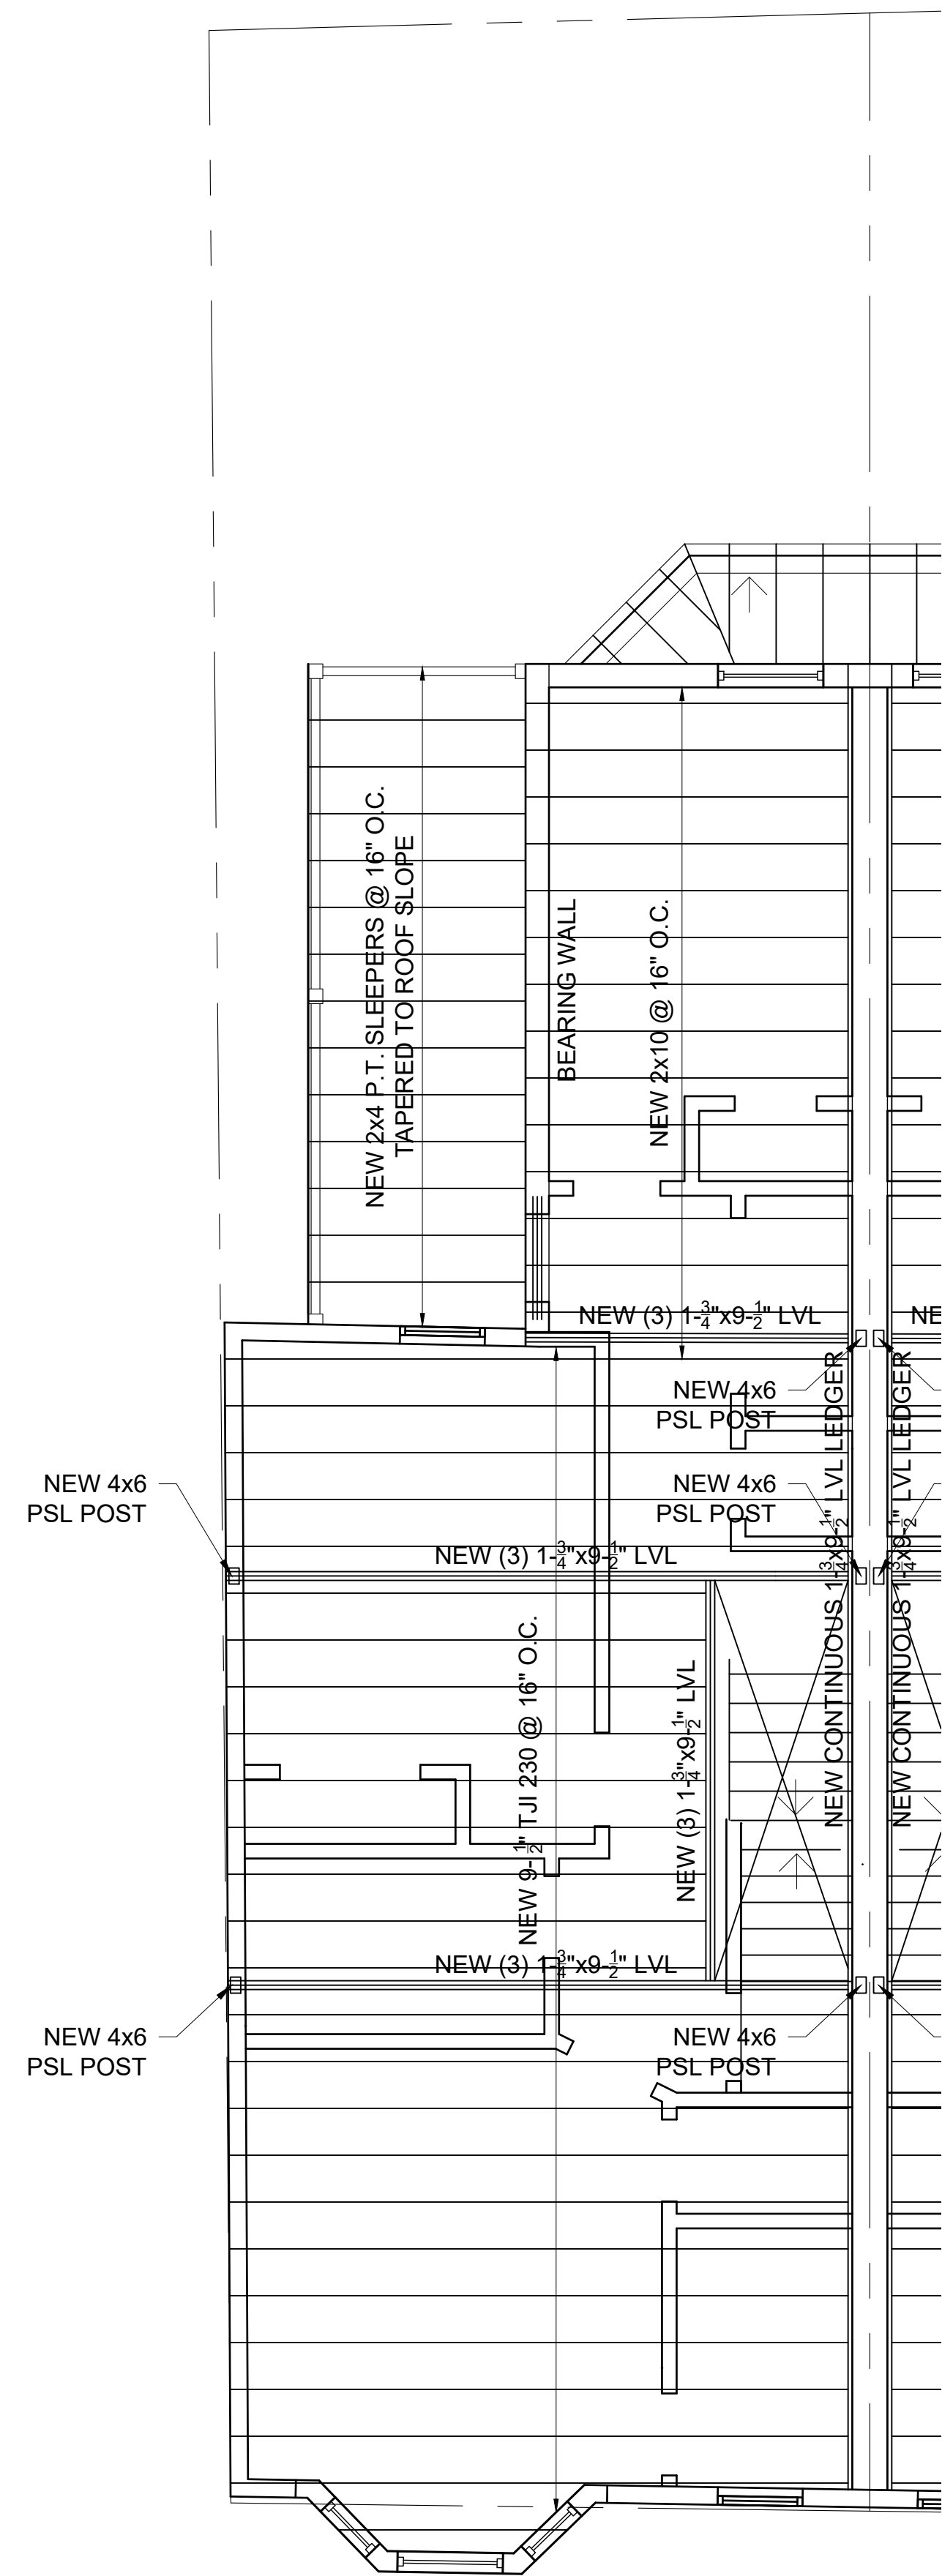 NEW 2x4 P.T. SLEEPERS @ 16" O.C.
TAPERED TO ROOF SLOPE
BEARING WALL
NEW 2x10 @ 16" O.C.
NEW (3) 1-3/4"x9-1/2" LVL
NE
NEW 4x6
PSL POST
NEW CONTINUOUS 1-3/4"x9-1/2" LVL LEDGER
NEW CONTINUOUS 1-3/4"x9-1/2" LVL LEDGER
NEW 4x6
PSL POST
NEW 4x6
PSL POST
NEW (3) 1-3/4"x9-1/2" LVL
NEW 9-1/2" TJI 230 @ 16" O.C.
NEW (3) 1-3/4"x9-1/2" LVL
NEW (3) 1-3/4"x9-1/2" LVL
NEW 4x6
PSL POST
NEW 4x6
PSL POST